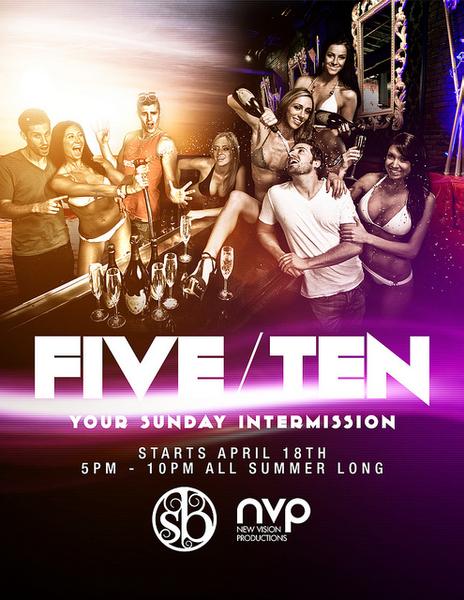 FIVE/TEN
YOUR SUNDAY INTERMISSION
STARTS APRIL 18TH
5PM - 10PM ALL SUMMER LONG
sb
nvp
NEW VISION
PRODUCTIONS